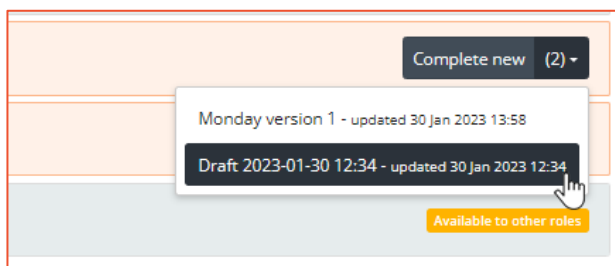 Complete new (2)
Monday version 1 - updated 30 Jan 2023 13:58
Draft 2023-01-30 12:34 - updated 30 Jan 2023 12:34
Available to other roles